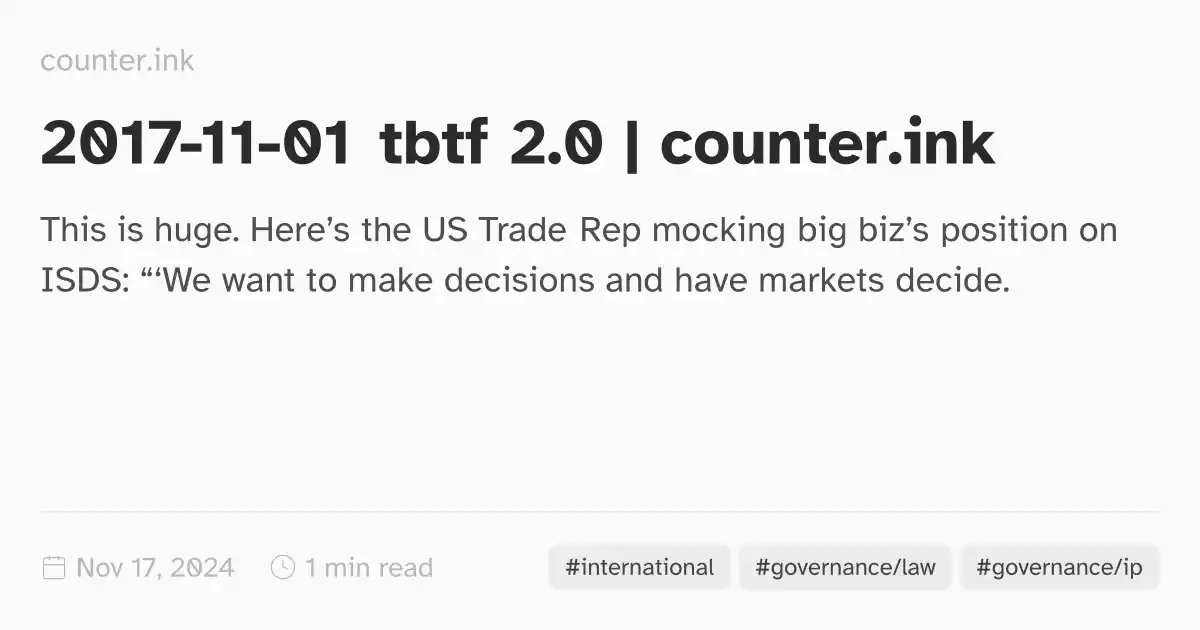 counter.ink
2017-11-01 tbtf 2.0 | counter.ink
This is huge. Here’s the US Trade Rep mocking big biz’s position on
ISDS: “‘We want to make decisions and have markets decide.
Nov 17, 2024 1 min read #international #governance/law #governance/ip